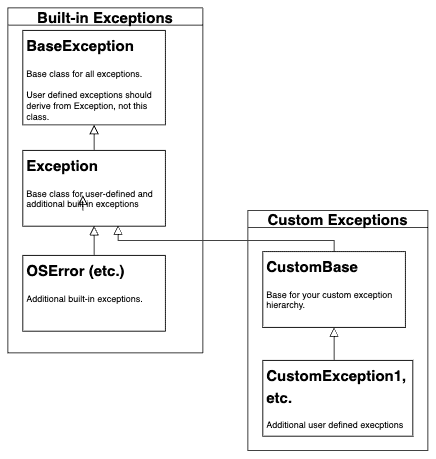 Built-in Exceptions
BaseException
Base class for all exceptions.
User defined exceptions should
derive from Exception, not this
class.
Exception
Base class for user-defined and
additional built-in exceptions
OSError (etc.)
Additional built-in exceptions.
Custom Exceptions
CustomBase
Base for your custom exception
hierarchy.
CustomException1,
etc.
Additional user defined execptions